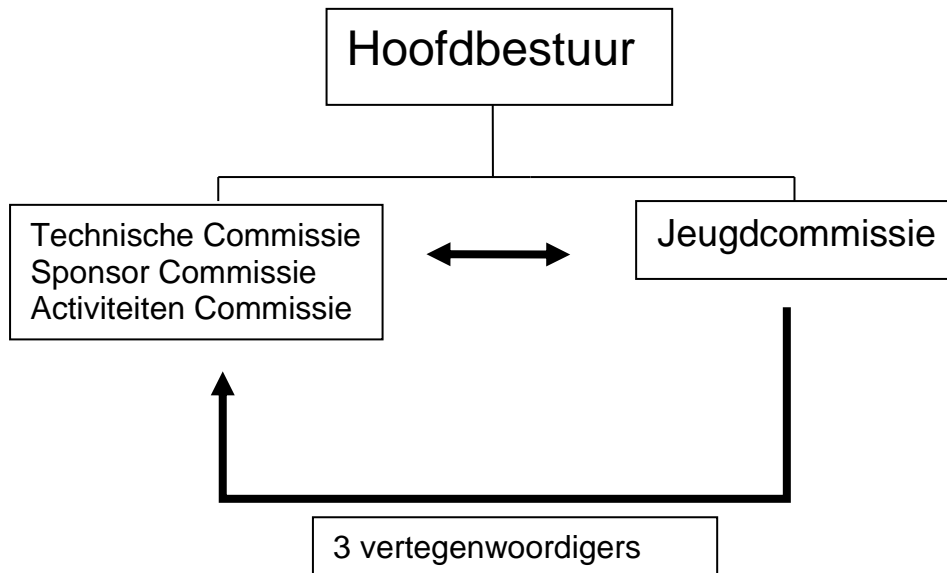 Hoofdbestuur
Technische Commissie
Sponsor Commissie
Activiteiten Commissie
Jeugdcommissie
3 vertegenwoordigers